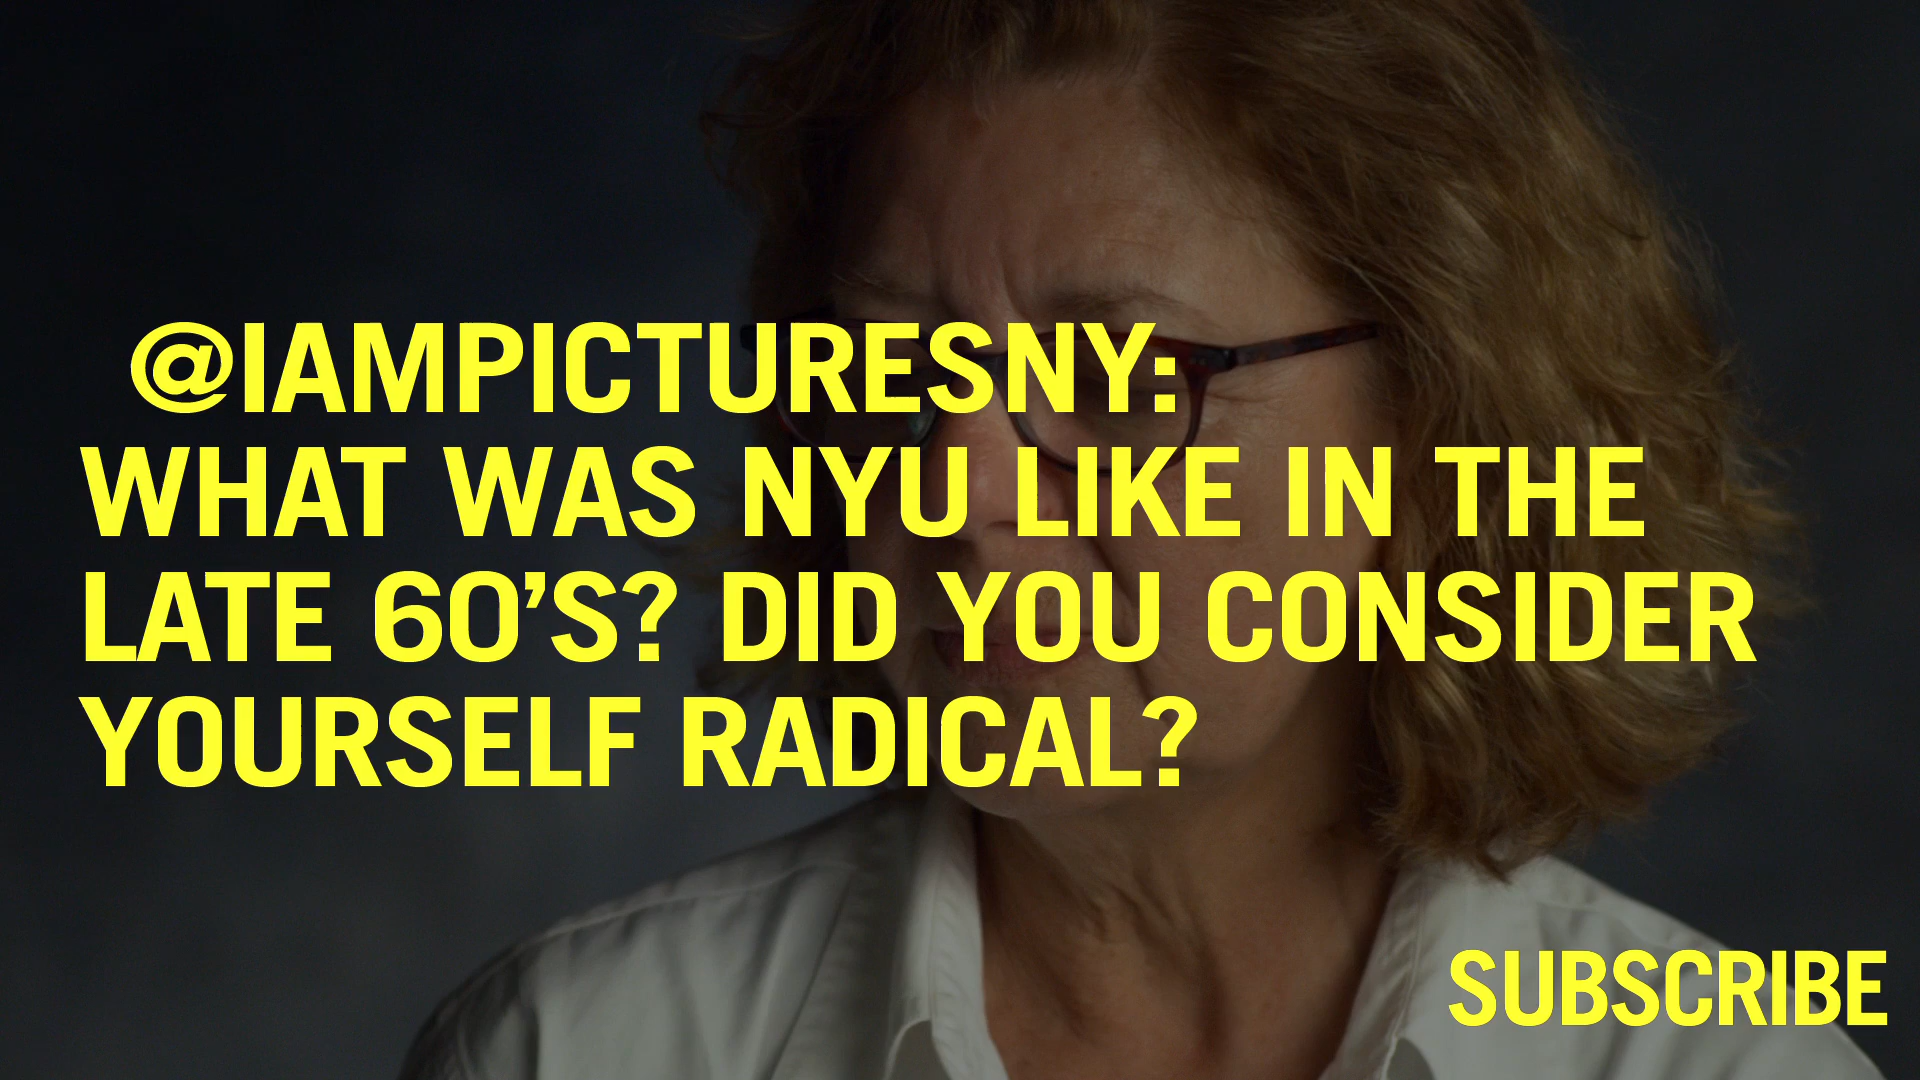 @IAMPICTURESNY:
WHAT WAS NYU LIKE IN THE
LATE 60’S? DID YOU CONSIDER
YOURSELF RADICAL?
SUBSCRIBE